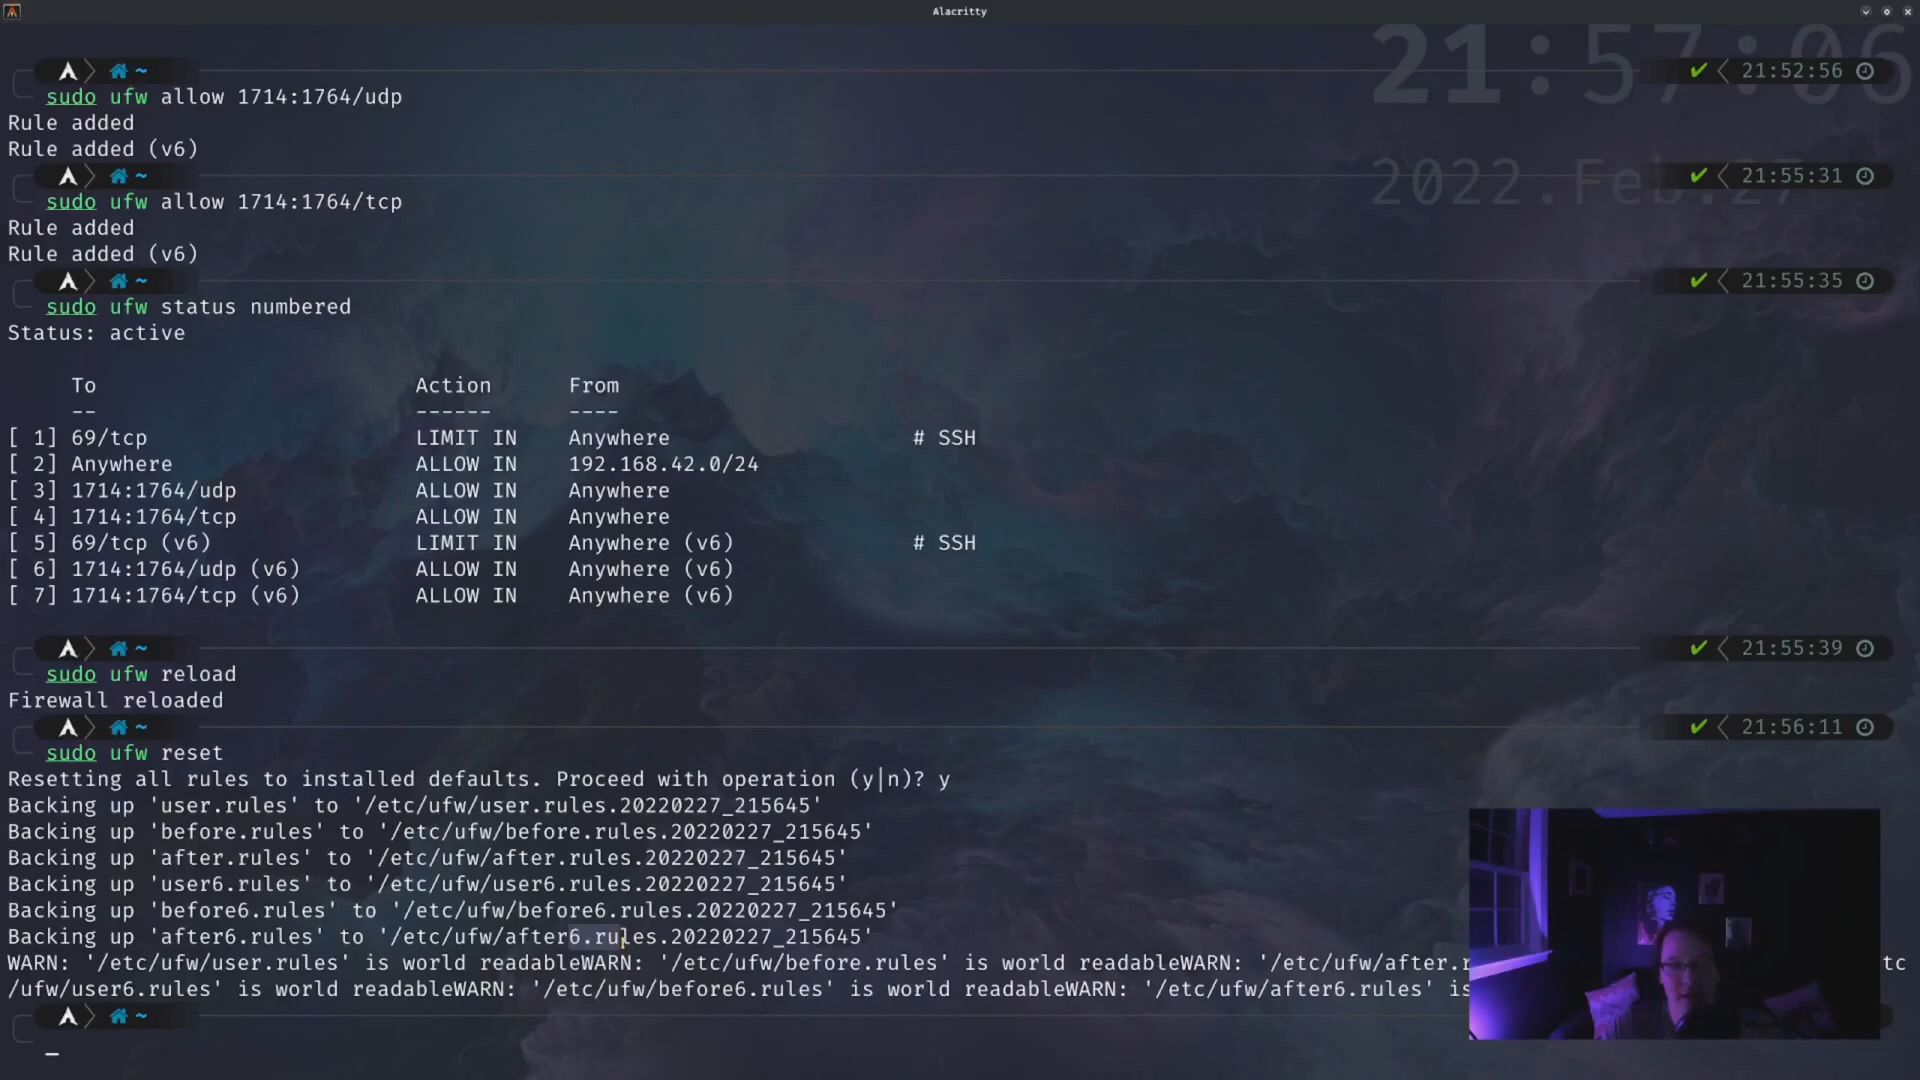 Alacritty
21:57:06
2022.Feb.27
~ ✔ 21:52:56
sudo ufw allow 1714:1764/udp
Rule added
Rule added (v6)
~ ✔ 21:55:31
sudo ufw allow 1714:1764/tcp
Rule added
Rule added (v6)
~ ✔ 21:55:35
sudo ufw status numbered
Status: active
To Action From
-- ------ ----
[ 1] 69/tcp LIMIT IN Anywhere # SSH
[ 2] Anywhere ALLOW IN 192.168.42.0/24
[ 3] 1714:1764/udp ALLOW IN Anywhere
[ 4] 1714:1764/tcp ALLOW IN Anywhere
[ 5] 69/tcp (v6) LIMIT IN Anywhere (v6) # SSH
[ 6] 1714:1764/udp (v6) ALLOW IN Anywhere (v6)
[ 7] 1714:1764/tcp (v6) ALLOW IN Anywhere (v6)
~ ✔ 21:55:39
sudo ufw reload
Firewall reloaded
~ ✔ 21:56:11
sudo ufw reset
Resetting all rules to installed defaults. Proceed with operation (y|n)? y
Backing up 'user.rules' to '/etc/ufw/user.rules.20220227_215645'
Backing up 'before.rules' to '/etc/ufw/before.rules.20220227_215645'
Backing up 'after.rules' to '/etc/ufw/after.rules.20220227_215645'
Backing up 'user6.rules' to '/etc/ufw/user6.rules.20220227_215645'
Backing up 'before6.rules' to '/etc/ufw/before6.rules.20220227_215645'
Backing up 'after6.rules' to '/etc/ufw/after6.rules.20220227_215645'
WARN: '/etc/ufw/user.rules' is world readableWARN: '/etc/ufw/before.rules' is world readableWARN: '/etc/ufw/after.r tc
/ufw/user6.rules' is world readableWARN: '/etc/ufw/before6.rules' is world readableWARN: '/etc/ufw/after6.rules' is
~